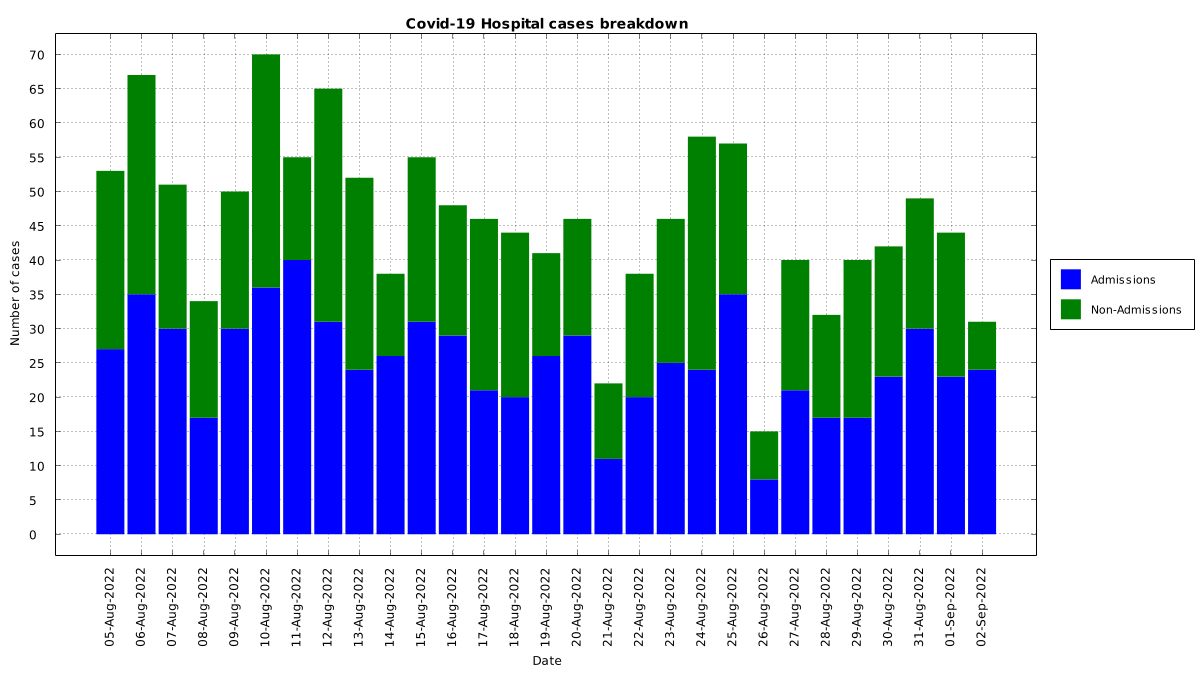 Covid-19 Hospital cases breakdown
Number of cases
70
65
60
55
50
45
40
35
30
25
20
15
10
5
0
05-Aug-2022
06-Aug-2022
07-Aug-2022
08-Aug-2022
09-Aug-2022
10-Aug-2022
11-Aug-2022
12-Aug-2022
13-Aug-2022
14-Aug-2022
15-Aug-2022
16-Aug-2022
17-Aug-2022
18-Aug-2022
19-Aug-2022
20-Aug-2022
21-Aug-2022
22-Aug-2022
23-Aug-2022
24-Aug-2022
25-Aug-2022
26-Aug-2022
27-Aug-2022
28-Aug-2022
29-Aug-2022
30-Aug-2022
31-Aug-2022
01-Sep-2022
02-Sep-2022
Date
Admissions
Non-Admissions